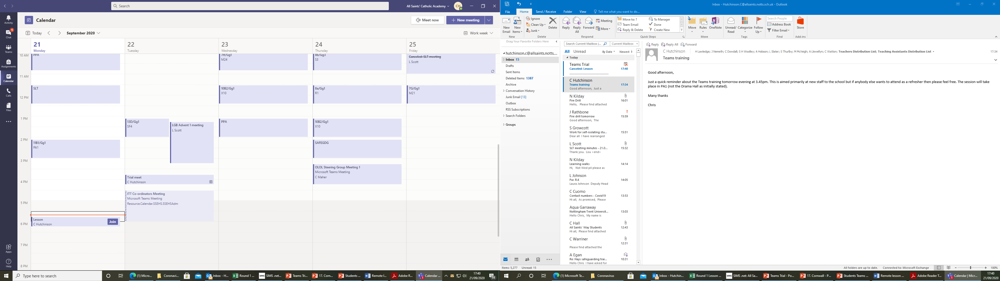 Search
All Saints' Catholic Academy
CH
Activity
Chat
1
Teams
Assignments
Calendar
Calls
Files
Apps
Help
Calendar
Meet now
New meeting
Today
September 2020
Work week
21
Monday
22
Tuesday
23
Wednesday
24
Thursday
25
Friday
10 AM
11 AM
12 PM
1 PM
2 PM
3 PM
4 PM
5 PM
6 PM
7 PM
8 PM
PPA
SLT
11B1/Gg1
PA1
Lesson
C Hutchinson
Join
13D/Gg1
SF4
LGB Advent 1 meeting
L Scott
Trial meet
C Hutchinson
ITT Co-ordinators Meeting
Microsoft Teams Meeting
Resource.Calendar.SSEHS.SSEHSAdm
7H/Gg1
M24
10B2/Gg1
X10
PPA
8b/Gg3
S3
8a/Gg1
R1
10B2/Gg1
X10
SAFEGDG
OLOL Steering Group Meeting 1
Microsoft Teams Meeting
C Maher
Canceled: SLT meeting
L Scott
7G/Gg1
M21
Type here to search
(1) Micro...
Coronavi...
Inbox - H...
Round 1 ...
SIMS .net...
Teams Tri...
17. Corn...
Students ...
Remote l...
Adobe R...
Calendar ...
17:40
21/09/2020
38
Inbox - Hutchinson.C@allsaints.notts.sch.uk - Outlook
File
Home
Send / Receive
Folder
View
Tell me what you want to do...
New Email
New Items
New
Ignore
Clean Up
Junk
Delete
Delete
Reply
Reply All
Forward
Meeting
More
Respond
Move to: ?
Team Email
Reply & Delete
To Manager
Done
Create New
Quick Steps
Move
Rules
OneNote
Move
Unread/ Read
Categorize
Follow Up
Tags
Search People
Address Book
Filter Email
Find
Store
Add-ins
Drag Your Favorite Folders Here
hutchinson.c@allsaints.notts....
Inbox 15
Drafts
Sent Items
Deleted Items 1387
Archive
Conversation History
Junk Email [13]
Outbox
RSS Subscriptions
Search Folders
Groups
Search Current Mailbox (...
Current Mailbox
All Unread
By Date
Newest
Today
Teams Trial
Canceled: Lesson 17:40
C Hutchinson
Teams training 17:34
Good afternoon, Just a
N Kilday
Fire Drill 16:01
Hello, Please find attached
J Rathbone
Fire drill tomorrow 15:59
Good afternoon, The
S Growcott
Work for self-isolating stu... 15:51
Dear all I have rearranged
L Scott
SLT meeting minutes - 21.0... 15:32
Thank you. Lou <end>
N Kilday
Learning walks 14:14
Hi, Not Wed p4 please as
L Johnson
Fw: R.K 14:05
Laura Johnson Deputy Head
C Cuomo
Contact numbers - Covid19 13:53
Hi all, As promised, Please
Aqua Garraway
Nottingham Trent Universit... 13:03
Hello Chris, My name is
C Hall
All Saints' Way Students 12:43
Hi all, Please find attached
C Warriner
12:31
Please find attached the
A Egan
Re: Hays safeguarding trai... 10:31
Hello Chris I have asked for
Reply
Reply All
Forward
C Hutchinson
H Lawledge; J Nemeth; C Dowdall; S H Woolley; A Hobson; L Slater; S Thurlby; M McVeigh; A Llewellyn; C Watton; Teachers Distribution List; Teaching Assistants Distribution List
17:34
Teams training
Good afternoon,
Just a quick reminder about the Teams training tomorrow evening at 3.45pm. This is aimed primarily at new staff to the school but if anybody else wants to attend as a refresher then please feel free. The session will take
place in PA1 (not the Drama Hall as initially stated).
Many thanks
Chris
Items: 5,277 Unread: 15
All folders are up to date. Connected to: Microsoft Exchange
100%
(1) Microsoft Te...
Coronavirus
Inbox - Hutchin...
Round 1 Lesson ...
SIMS .net: All Sa...
Teams Trial - Po...
17. Cornwall - P...
Students Teams ...
Remote lesson ...
Adobe Reader T...
Calendar | Micr...
17:40
21/09/2020